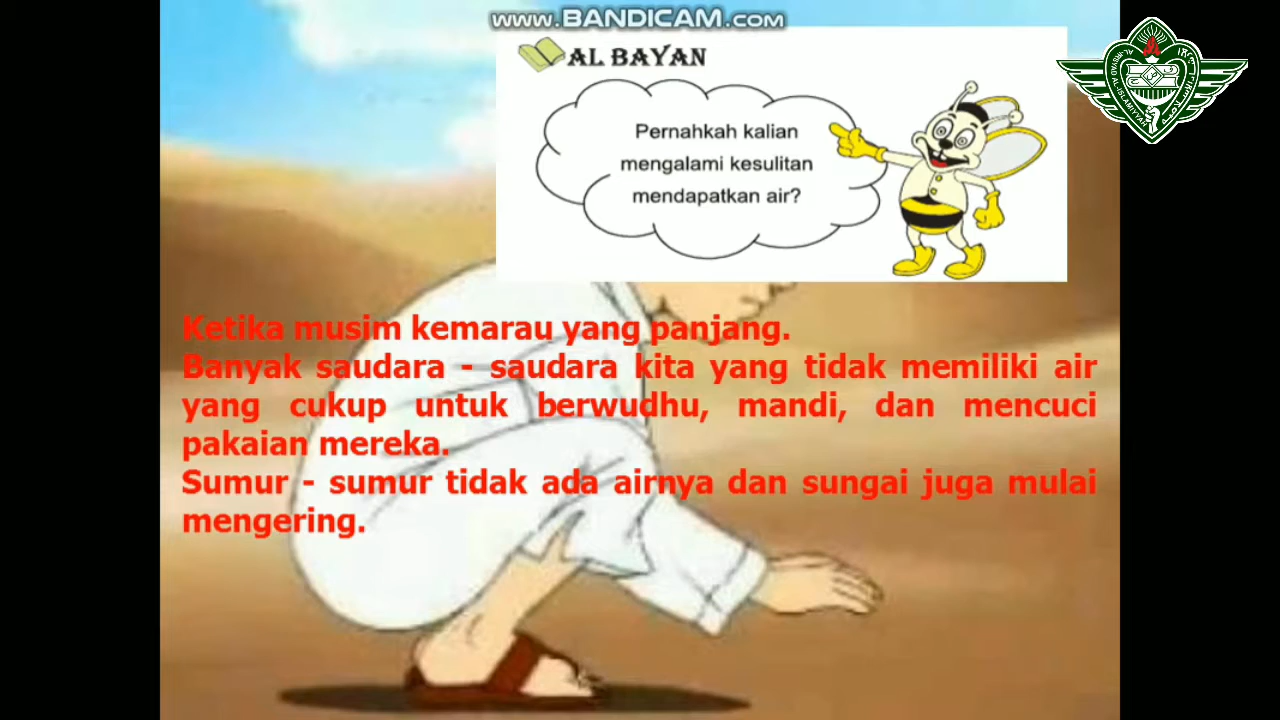 www.BANDICAM.com
AL BAYAN
Pernahkah kalian
mengalami kesulitan
mendapatkan air?
Ketika musim kemarau yang panjang.
Banyak saudara - saudara kita yang tidak memiliki air
yang cukup untuk berwudhu, mandi, dan mencuci
pakaian mereka.
Sumur - sumur tidak ada airnya dan sungai juga mulai
mengering.